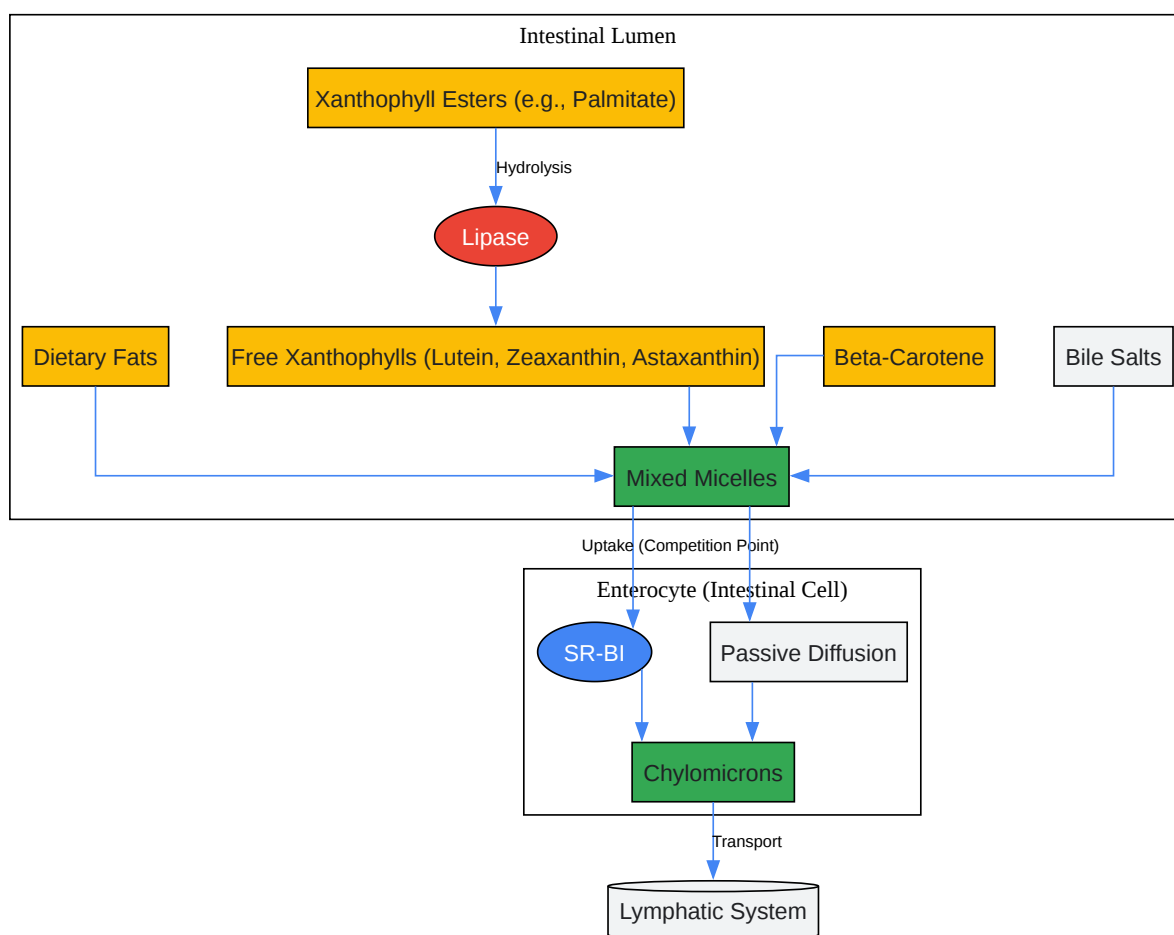 Intestinal Lumen
Xanthophyll Esters (e.g., Palmitate)
Hydrolysis
Lipase
Dietary Fats
Free Xanthophylls (Lutein, Zeaxanthin, Astaxanthin)
Beta-Carotene
Bile Salts
Mixed Micelles
Uptake (Competition Point)
Enterocyte (Intestinal Cell)
SR-BI
Passive Diffusion
Chylomicrons
Transport
Lymphatic System